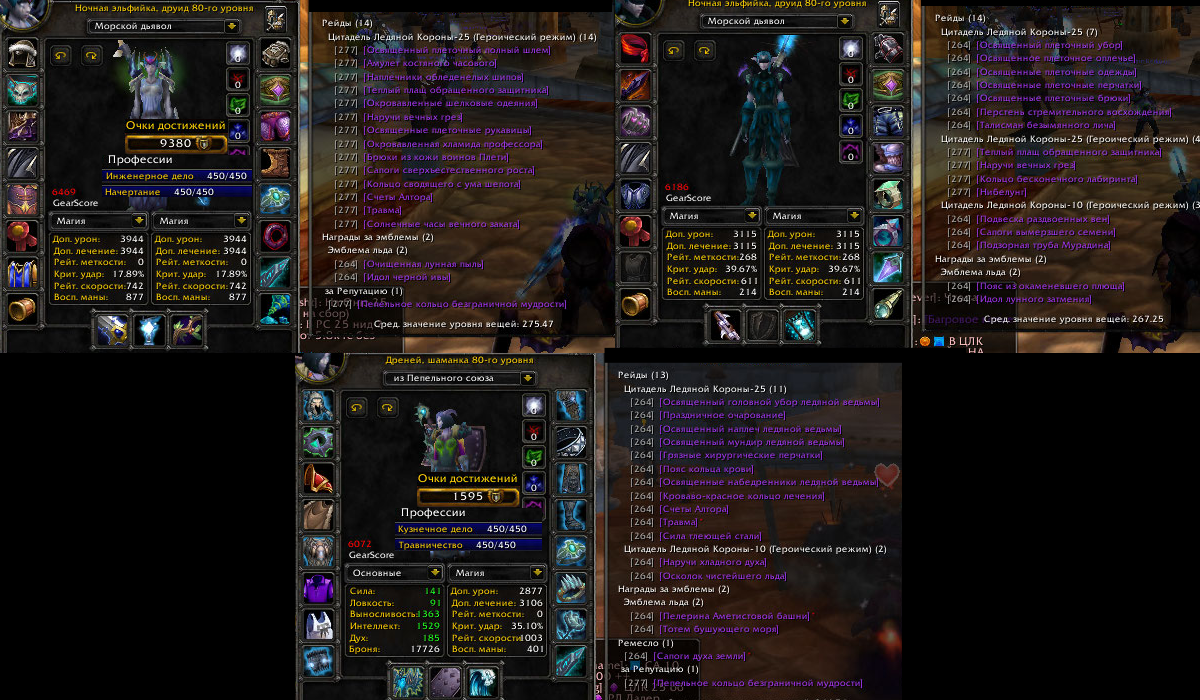 Ночная эльфийка, друид 80-го уровня
Морской дьявол
0
0
0
0
Очки достижений
9380
Профессии
Инженерное дело 450/450
Начертание 450/450
6469
GearScore
Магия
Магия
Доп. урон: 3944
Доп. лечение: 3944
Рейт. меткости: 0
Крит. удар: 17.89%
Рейт. скорости: 742
Восп. маны: 877
Доп. урон: 3944
Доп. лечение: 3944
Рейт. меткости: 0
Крит. удар: 17.89%
Рейт. скорости: 742
Восп. маны: 877
Рейды (14)
Цитадель Ледяной Короны-25 (Героический режим) (14)
[277] [Освященный плеточный полный шлем]
[277] [Амулет костяного часового]
[277] [Наплечники обледенелых шипов]
[277] [Теплый плащ обращенного защитника]
[277] [Окровавленные шелковые одеяния]
[277] [Наручи вечных грез]
[277] [Освященные плеточные рукавицы]
[277] [Окровавленная хламида профессора]
[277] [Брюки из кожи воинов Плети]
[277] [Сапоги сверхъестественного роста]
[277] [Кольцо сводящего с ума шепота]
[277] [Счеты Алгора]
[277] [Травма]
[277] [Солнечные часы вечного заката]
Награды за эмблемы (2)
Эмблема льда (2)
[264] [Очищенная лунная пыль]
[264] [Идол черной ивы]
за Репутацию (1)
[277] [Пепельное кольцо безграничной мудрости]
Сред. значение уровня вещей: 275.47
Ночная эльфийка, друид 80-го уровня
Морской дьявол
0
0
0
0
6186
GearScore
Магия
Магия
Доп. урон: 3115
Доп. лечение: 3115
Рейт. меткости: 268
Крит. удар: 39.67%
Рейт. скорости: 611
Восп. маны: 214
Доп. урон: 3115
Доп. лечение: 3115
Рейт. меткости: 268
Крит. удар: 39.67%
Рейт. скорости: 611
Восп. маны: 214
Рейды (14)
Цитадель Ледяной Короны-25 (7)
[264] [Освященный плеточный убор]
[264] [Освященное плеточное оплечье]
[264] [Освященные плеточные одежды]
[264] [Освященные плеточные перчатки]
[264] [Освященные плеточные брюки]
[264] [Перстень стремительного восхождения]
[264] [Талисман безымянного лича]
Цитадель Ледяной Короны-25 (Героический режим) (4
[277] [Теплый плащ обращенного защитника]
[277] [Наручи вечных грез]
[277] [Кольцо бесконечного лабиринта]
[277] [Нибелунг]
Цитадель Ледяной Короны-10 (Героический режим) (3
[264] [Подвеска раздвоенных вен]
[264] [Сапоги вымерзшего семени]
[264] [Подзорная труба Мурадина]
Награды за эмблемы (2)
Эмблема льда (2)
[264] [Пояс из окаменевшего плюща]
[264] [Идол лунного затмения]
Сред. значение уровня вещей: 267.25
В ЦЛК
НА
Дреней, шаманка 80-го уровня
из Пепельного союза
0
0
0
0
Очки достижений
1595
Профессии
Кузнечное дело 450/450
Травничество 450/450
6072
GearScore
Основные
Магия
Сила: 141
Ловкость: 91
Выносливость: 1363
Интеллект: 1529
Дух: 185
Броня: 17726
Доп. урон: 2877
Доп. лечение: 3106
Рейт. меткости: 0
Крит. удар: 35.10%
Рейт. скорости: 1003
Восп. маны: 401
Рейды (13)
Цитадель Ледяной Короны-25 (11)
[264] [Освященный головной убор ледяной ведьмы]
[264] [Праздничное очарование]
[264] [Освященный наплеч ледяной ведьмы]
[264] [Освященный мундир ледяной ведьмы]
[264] [Грязные хирургические перчатки]
[264] [Пояс кольца крови]
[264] [Освященные набедренники ледяной ведьмы]
[264] [Кроваво-красное кольцо лечения]
[264] [Счеты Алгора]
[264] [Травма]
[264] [Сила тлеющей стали]
Цитадель Ледяной Короны-10 (Героический режим) (2)
[264] [Наручи хладного духа]
[264] [Осколок чистейшего льда]
Награды за эмблемы (2)
Эмблема льда (2)
[264] [Пелерина Аметистовой башни]
[264] [Тотем бушующего моря]
Ремесло (1)
[264] [Сапоги духа земли]
за Репутацию (1)
[277] [Пепельное кольцо безграничной мудрости]